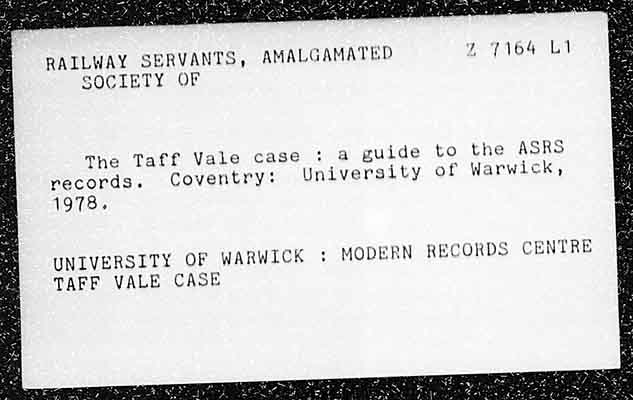 RAILWAY SERVANTS, AMALGAMATED Z 7164 L1
SOCIETY OF
The Taff Vale case : a guide to the ASRS
records. Coventry: University of Warwick,
1978.
UNIVERSITY OF WARWICK : MODERN RECORDS CENTRE
TAFF VALE CASE